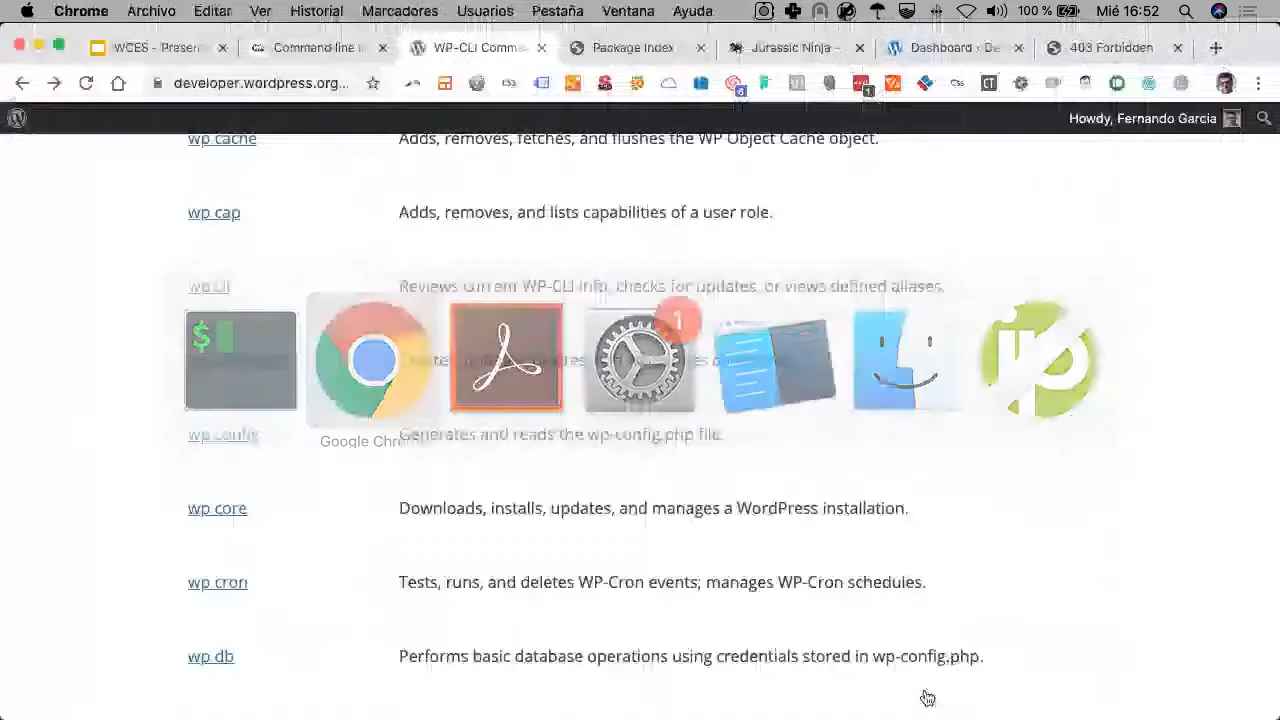 Chrome Archivo Editar Ver Historial Marcadores Usuarios Pestaña Ventana Ayuda 100 % Mié 16:52
WCES - Presen Command line i WP-CLI Comma Package Index Jurassic Ninja - Dashboard ‹ De 403 Forbidden
developer.wordpress.org...
Howdy, Fernando Garcia
wp cache Adds, removes, fetches, and flushes the WP Object Cache object.
wp cap Adds, removes, and lists capabilities of a user role.
wp cli Reviews current WP-CLI info, checks for updates, or views defined aliases.
1
$
Google Chro
wp config Generates and reads the wp-config.php file.
wp core Downloads, installs, updates, and manages a WordPress installation.
wp cron Tests, runs, and deletes WP-Cron events; manages WP-Cron schedules.
wp db Performs basic database operations using credentials stored in wp-config.php.